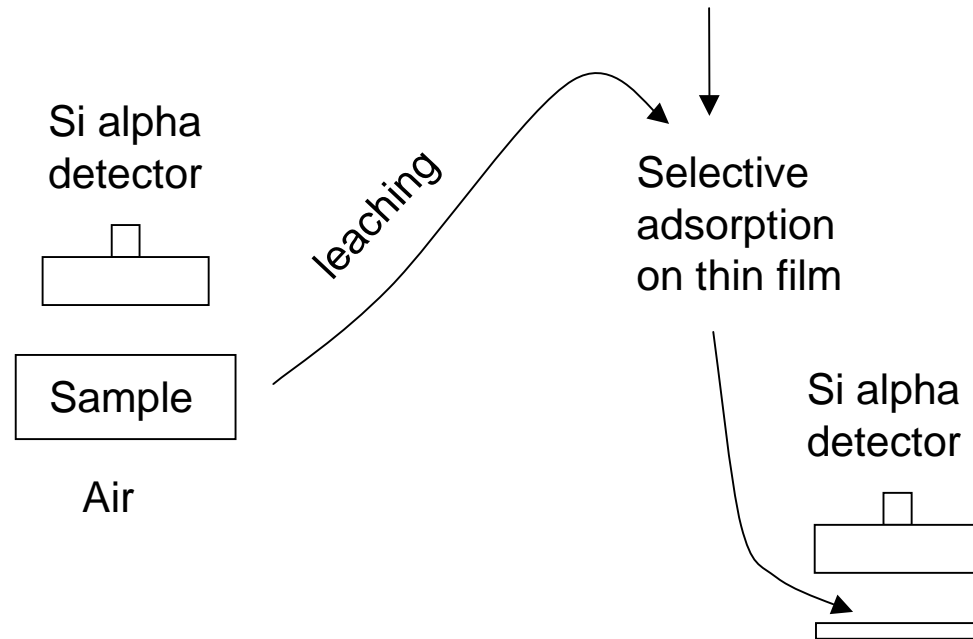 Si alpha
detector
leaching
Sample
Air
Selective
adsorption
on thin film
Si alpha
detector